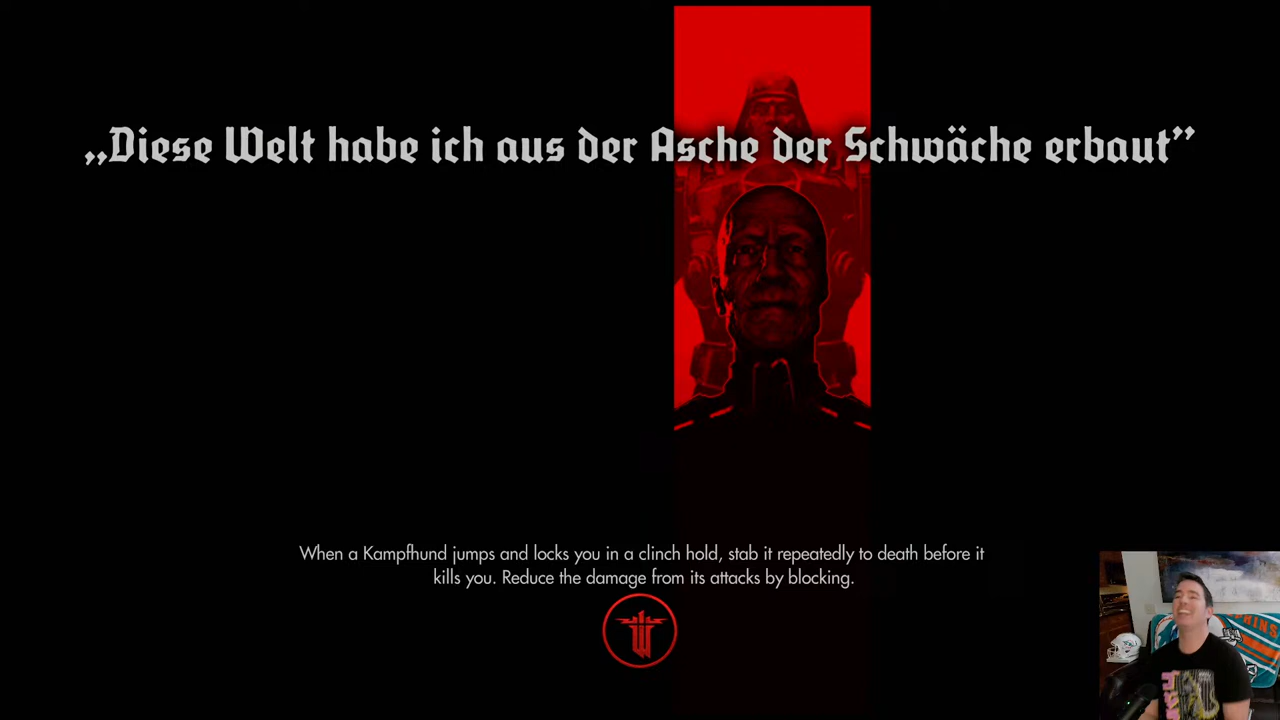 „Diese Welt habe ich aus der Asche der Schwäche erbaut”
When a Kampfhund jumps and locks you in a clinch hold, stab it repeatedly to death before it
kills you. Reduce the damage from its attacks by blocking.